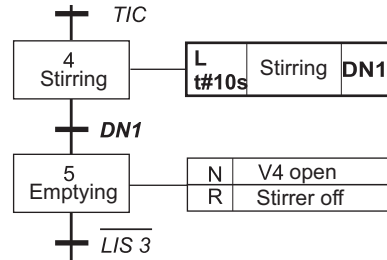 TIC
4
Stirring
L
t#10s
Stirring
DN1
DN1
5
Emptying
N
V4 open
R
Stirrer off
LIS 3